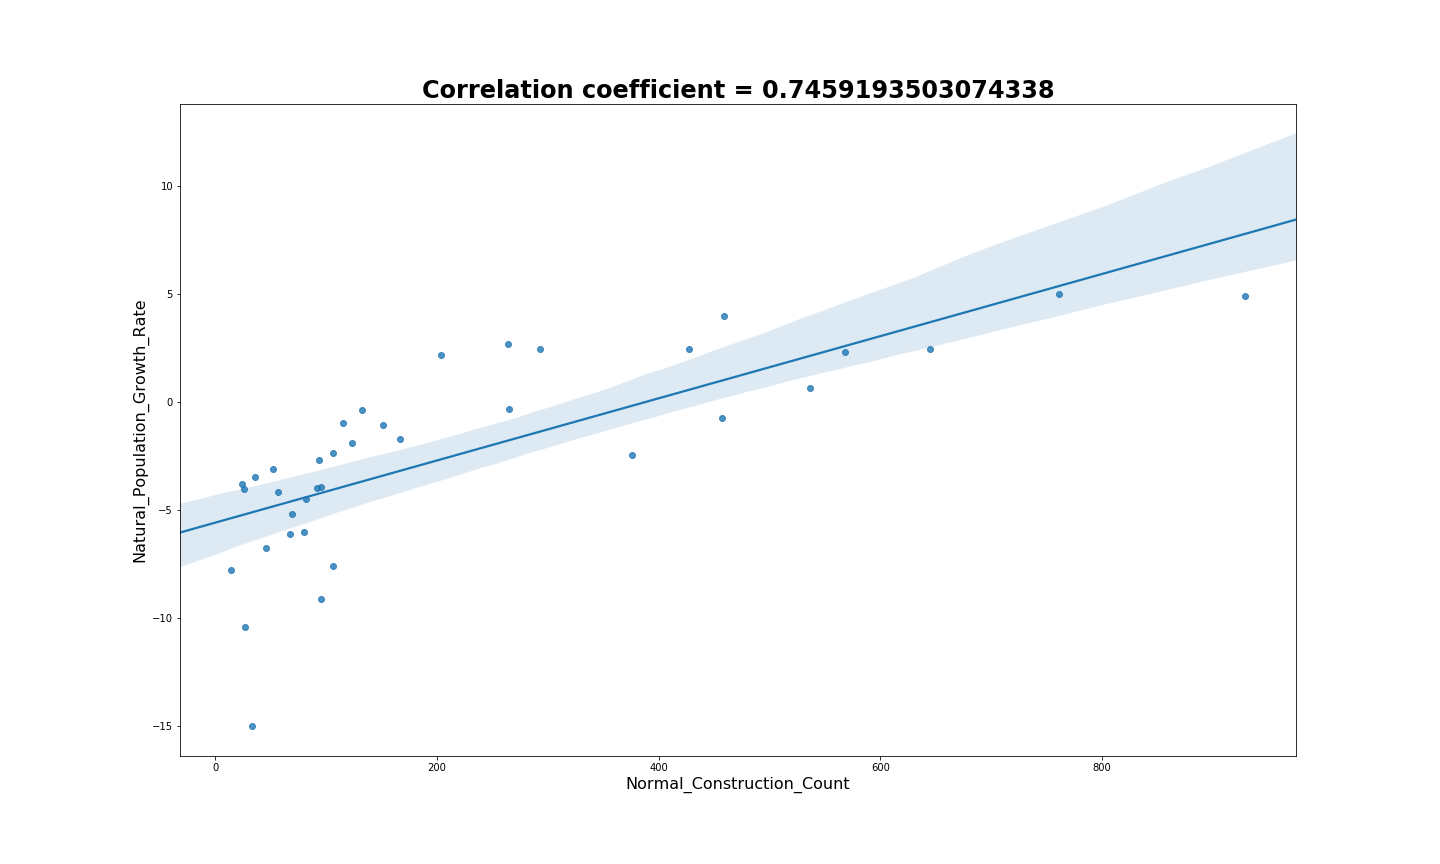 Correlation coefficient = 0.7459193503074338
10
5
0
−5
−10
−15
Natural_Population_Growth_Rate
0 200 400 600 800
Normal_Construction_Count